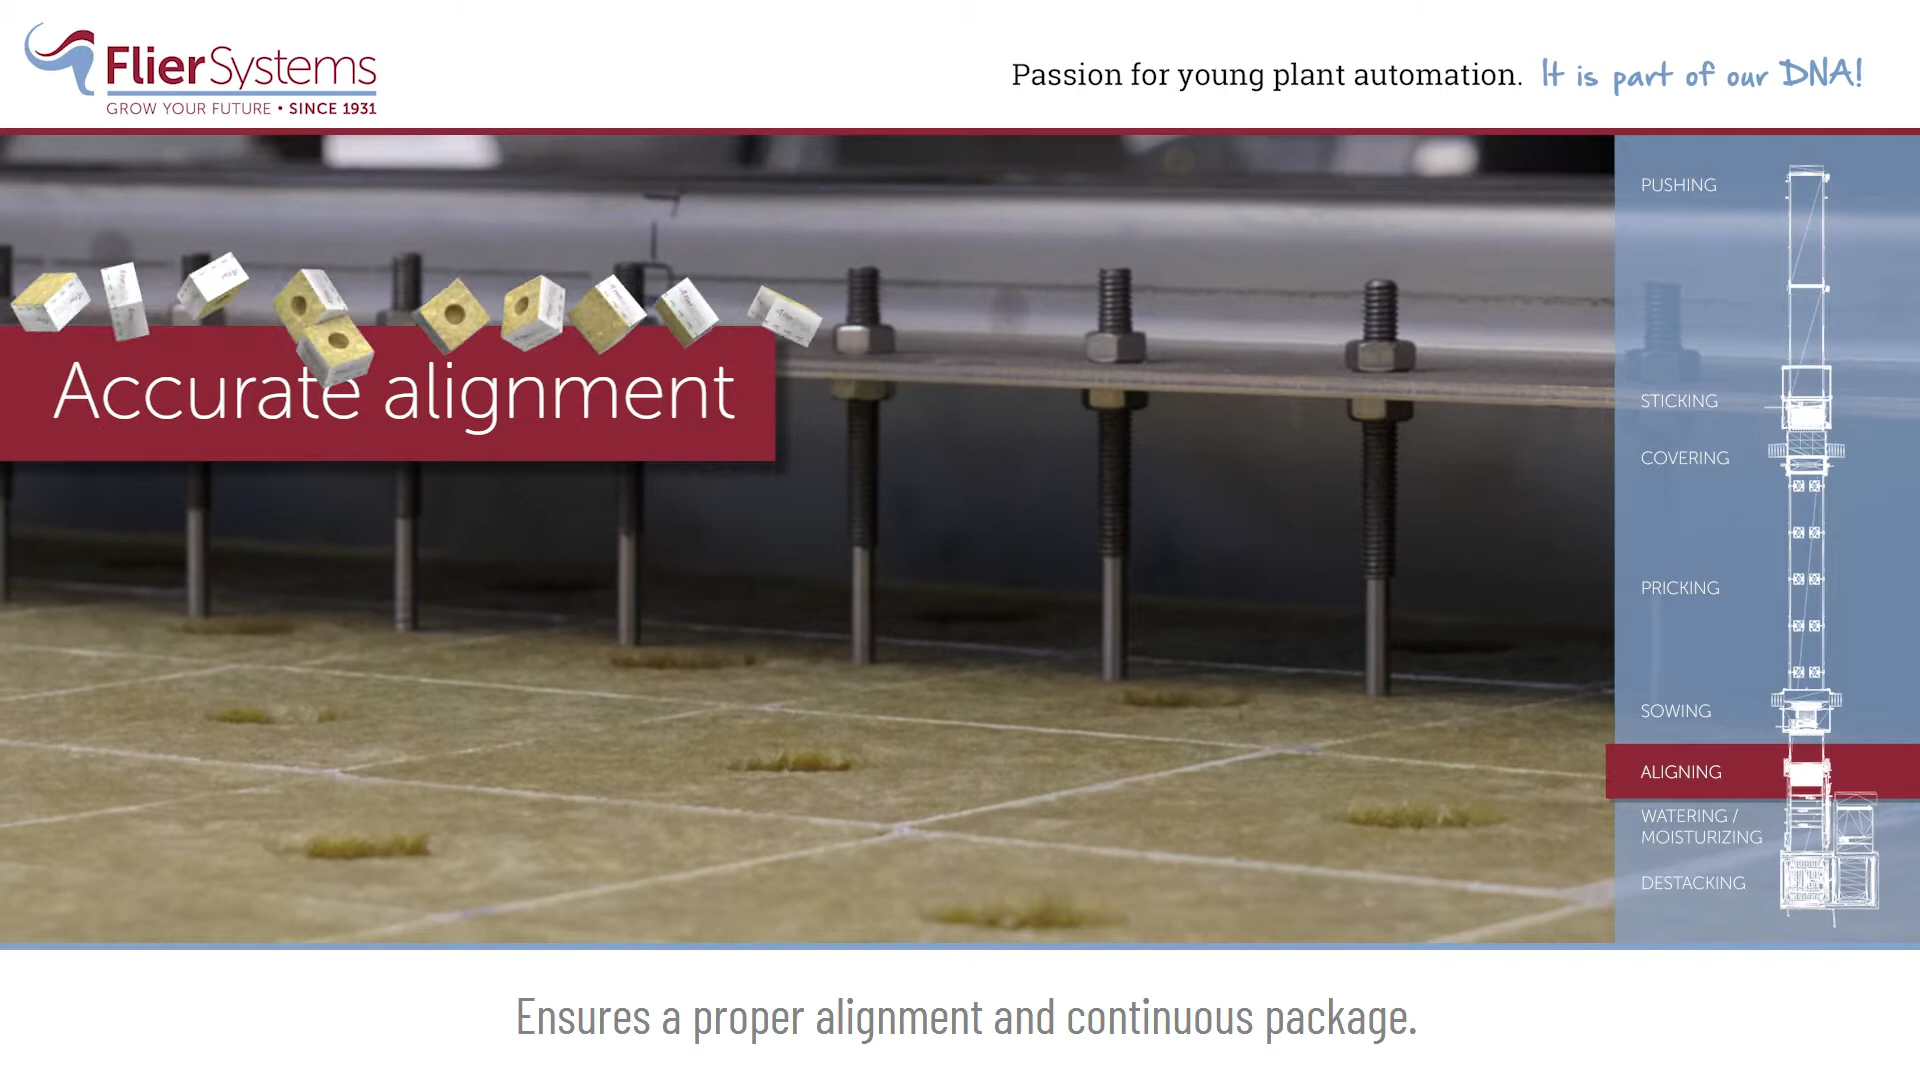 FlierSystems
GROW YOUR FUTURE • SINCE 1931
Passion for young plant automation. It is part of our DNA!
Accurate alignment
PUSHING
STICKING
COVERING
PRICKING
SOWING
ALIGNING
WATERING /
MOISTURIZING
DESTACKING
Ensures a proper alignment and continuous package.